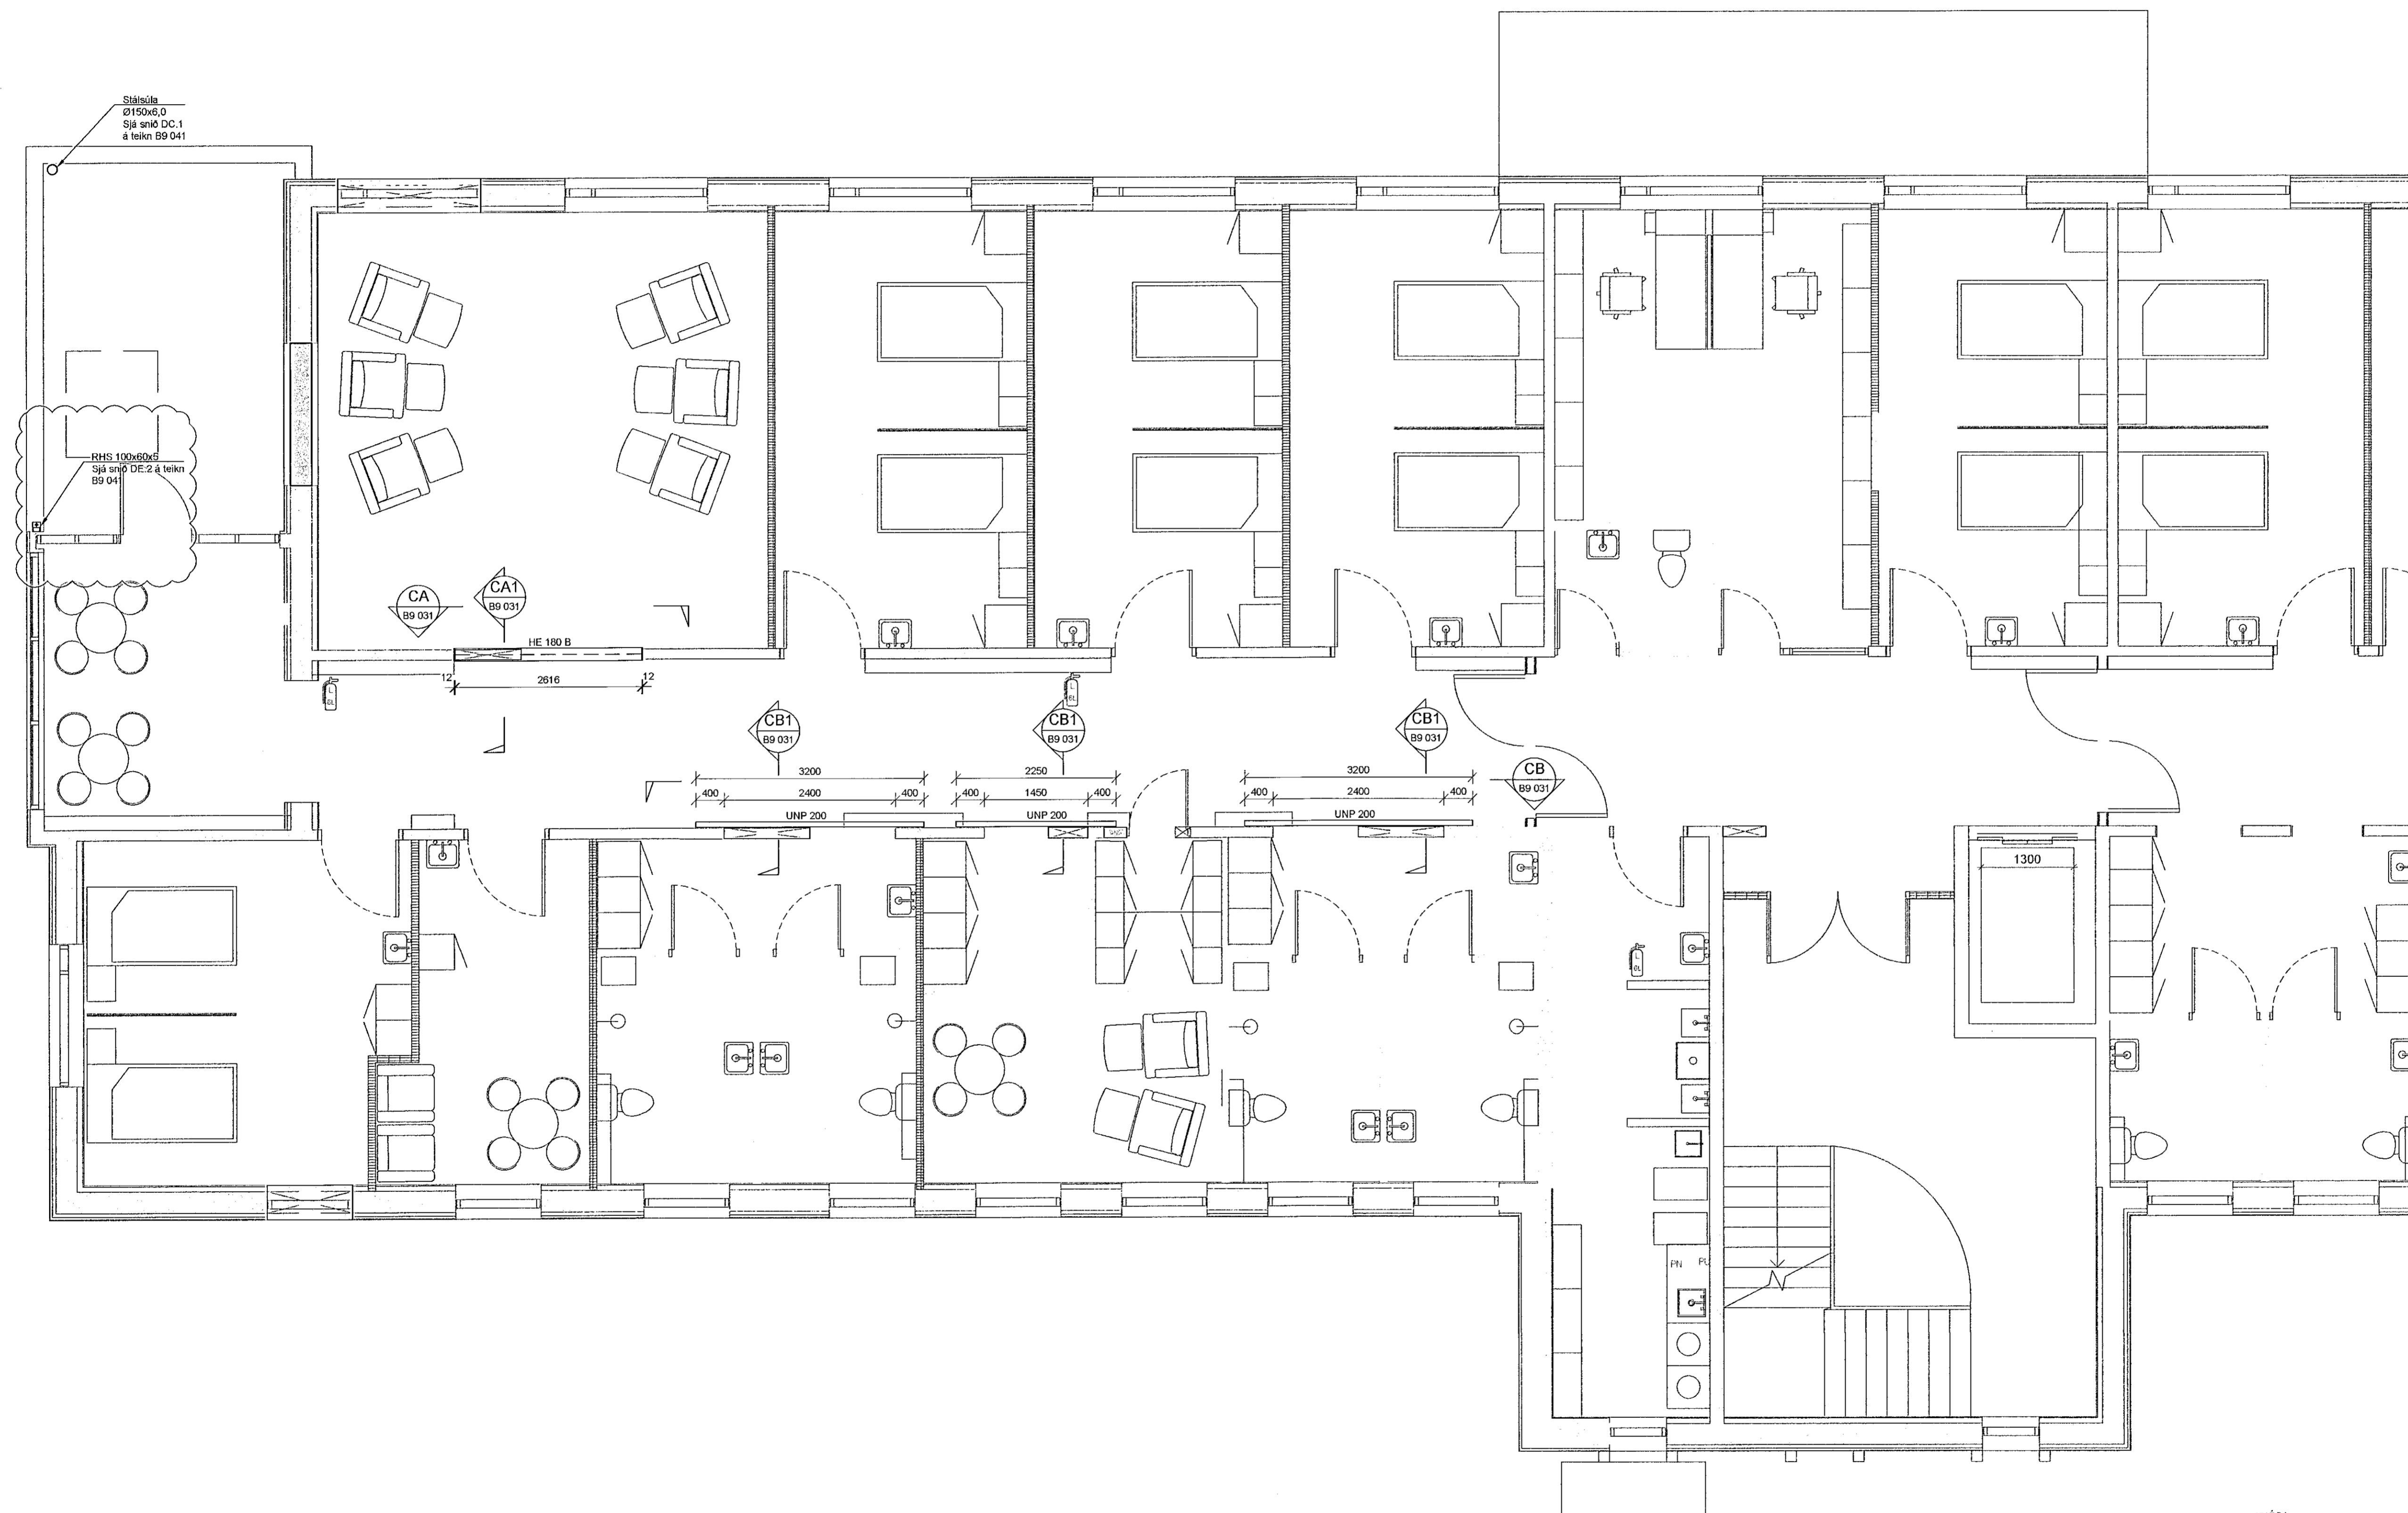 Stálsúla
Ø150x6,0
Sjá snið DC.1
á teikn B9 041
RHS 100x60x5
Sjá snið DE:2 á teikn
B9 041
CA
B9 031
CA1
B9 031
HE 180 B
12
2616
12
L
CB1
B9 031
CB1
B9 031
CB1
B9 031
CB
B9 031
3200
400
2400
400
UNP 200
2250
400
1450
400
UNP 200
3200
400
2400
400
UNP 200
1300
L
PN